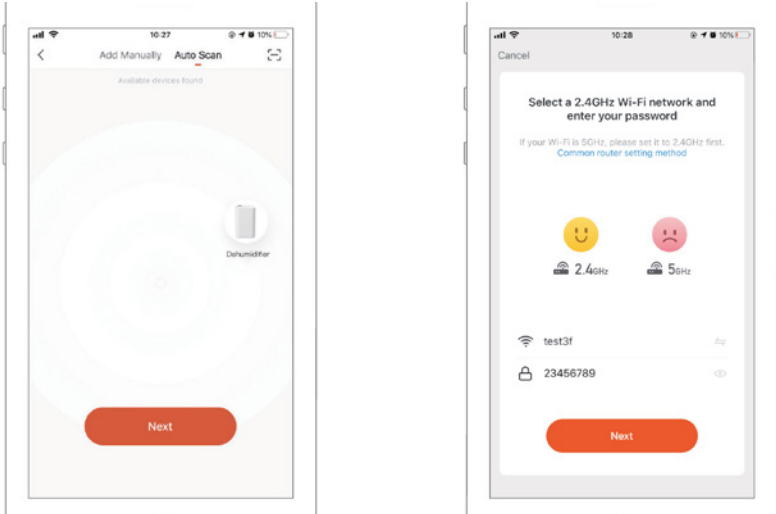 10:27
10%
Add Manually Auto Scan
Available devices found
Dehumidifier
Next
10:28
10%
Cancel
Select a 2.4GHz Wi-Fi network and
enter your password
If your Wi-Fi is 5GHz, please set it to 2.4GHz first.
Common router setting method
2.4GHz
5GHz
test3f
23456789
Next